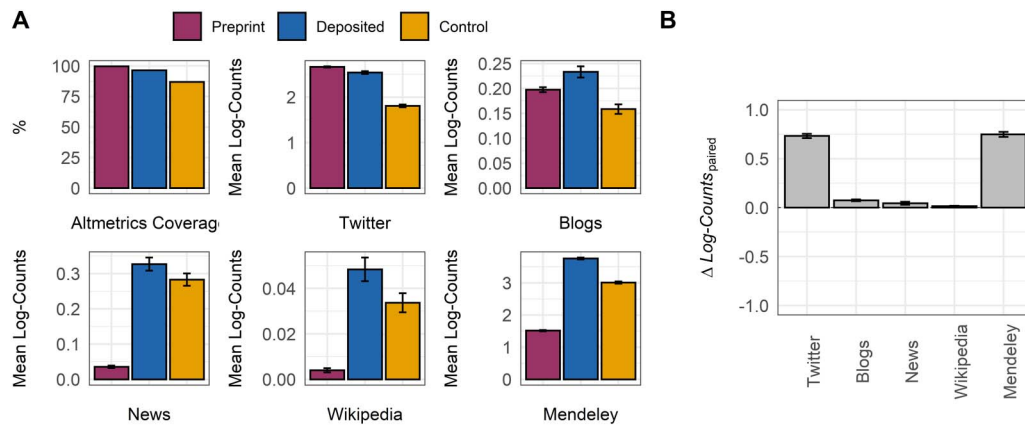 A
Preprint Deposited Control
B
%
100
75
50
25
0
Altmetrics Coverag
Mean Log-Counts
2
1
0
Twitter
Mean Log-Counts
0.25
0.20
0.15
0.10
0.05
0.00
Blogs
Mean Log-Counts
0.3
0.2
0.1
0.0
News
Mean Log-Counts
0.04
0.02
0.00
Wikipedia
Mean Log-Counts
3
2
1
0
Mendeley
Δ Log-Counts paired
1.0
0.5
0.0
-0.5
-1.0
Twitter
Blogs
News
Wikipedia
Mendeley